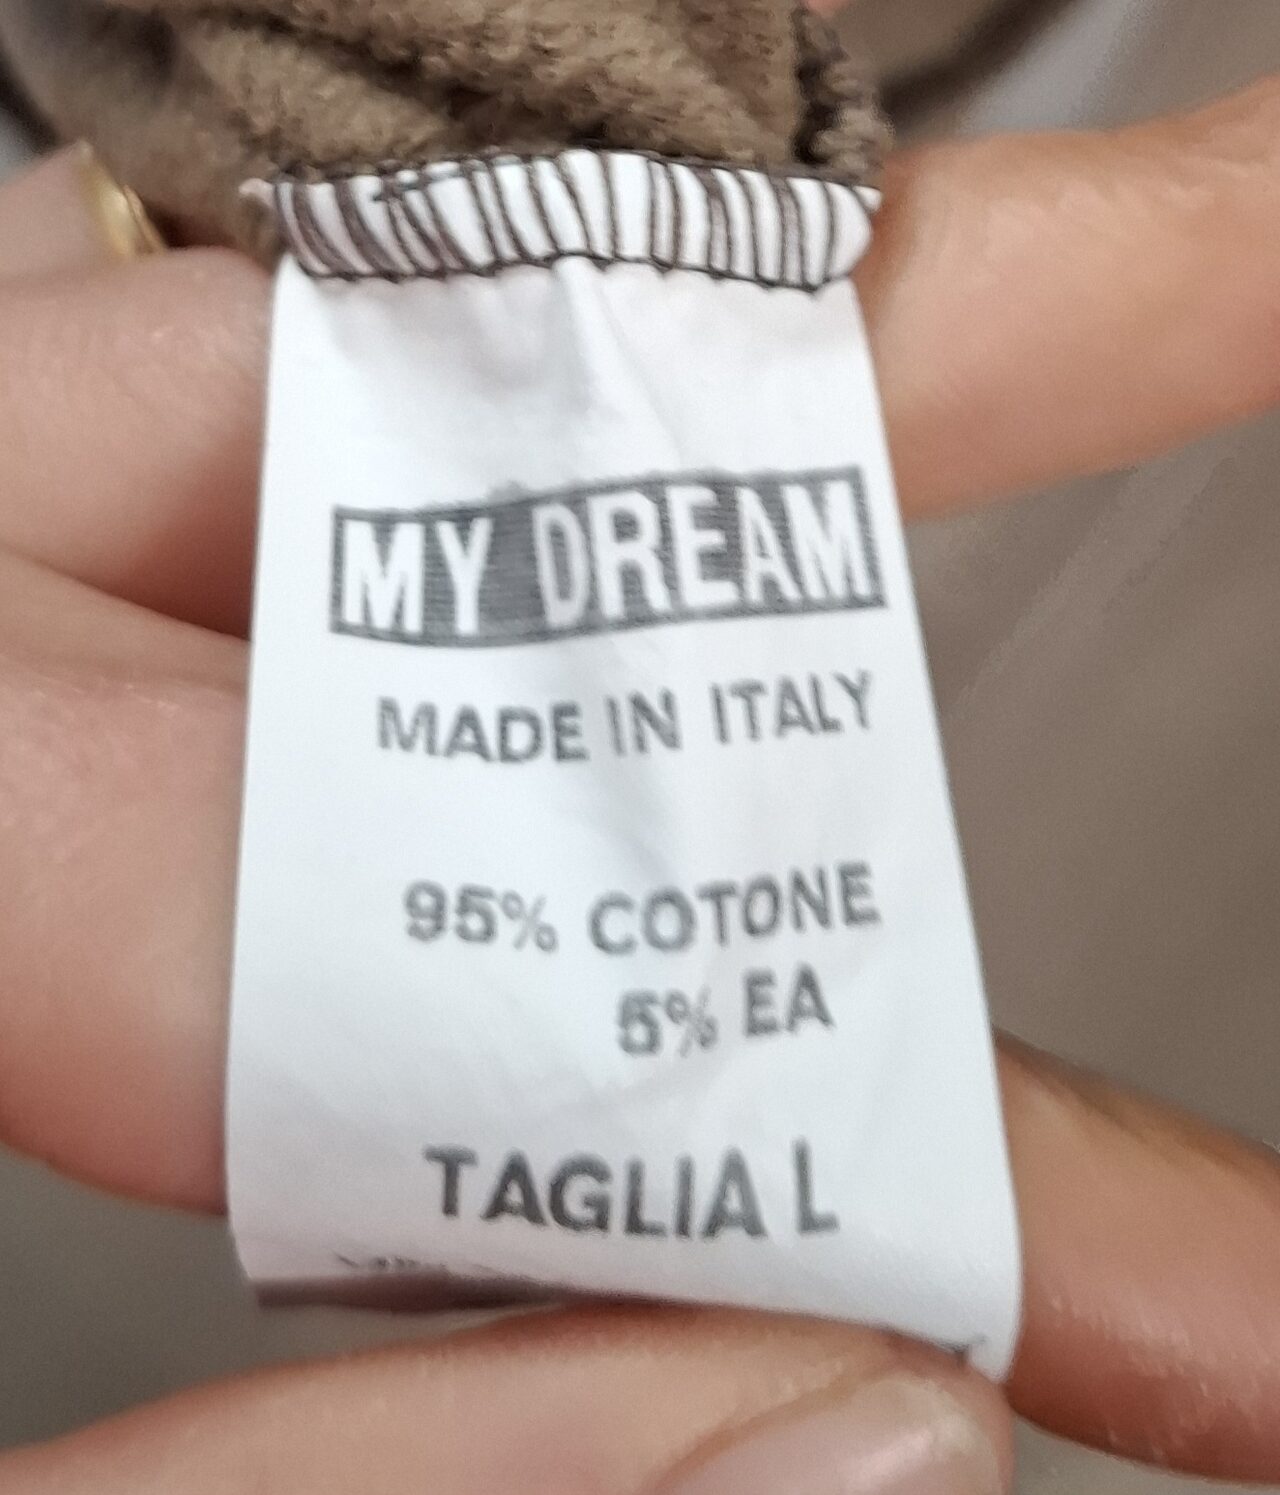 MY DREAM
MADE IN ITALY
95% COTONE
5% EA
TAGLIA L